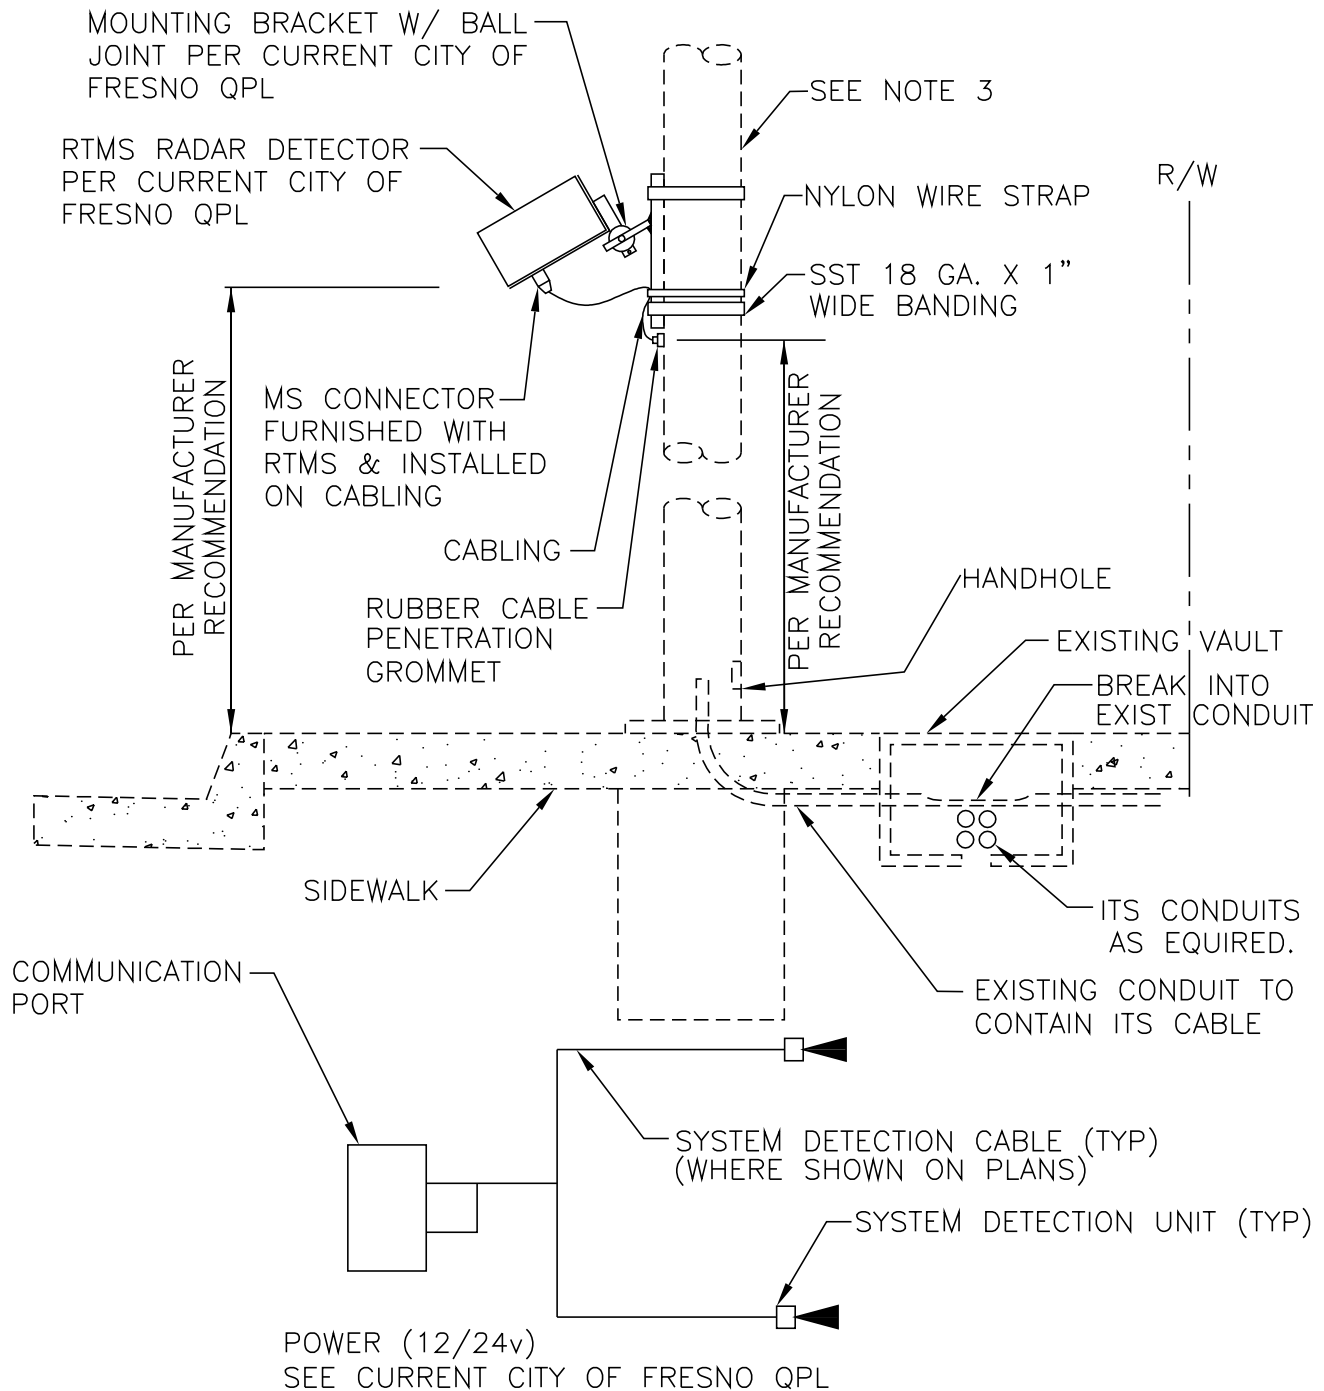 MOUNTING BRACKET W/ BALL
JOINT PER CURRENT CITY OF
FRESNO QPL
SEE NOTE 3
RTMS RADAR DETECTOR
PER CURRENT CITY OF
FRESNO QPL
R/W
NYLON WIRE STRAP
SST 18 GA. X 1”
WIDE BANDING
PER MANUFACTURER
RECOMMENDATION
MS CONNECTOR
FURNISHED WITH
RTMS & INSTALLED
ON CABLING
PER MANUFACTURER
RECOMMENDATION
CABLING
RUBBER CABLE
PENETRATION
GROMMET
HANDHOLE
EXISTING VAULT
BREAK INTO
EXIST CONDUIT
SIDEWALK
ITS CONDUITS
AS EQUIRED.
EXISTING CONDUIT TO
CONTAIN ITS CABLE
COMMUNICATION
PORT
SYSTEM DETECTION CABLE (TYP)
(WHERE SHOWN ON PLANS)
SYSTEM DETECTION UNIT (TYP)
POWER (12/24v)
SEE CURRENT CITY OF FRESNO QPL